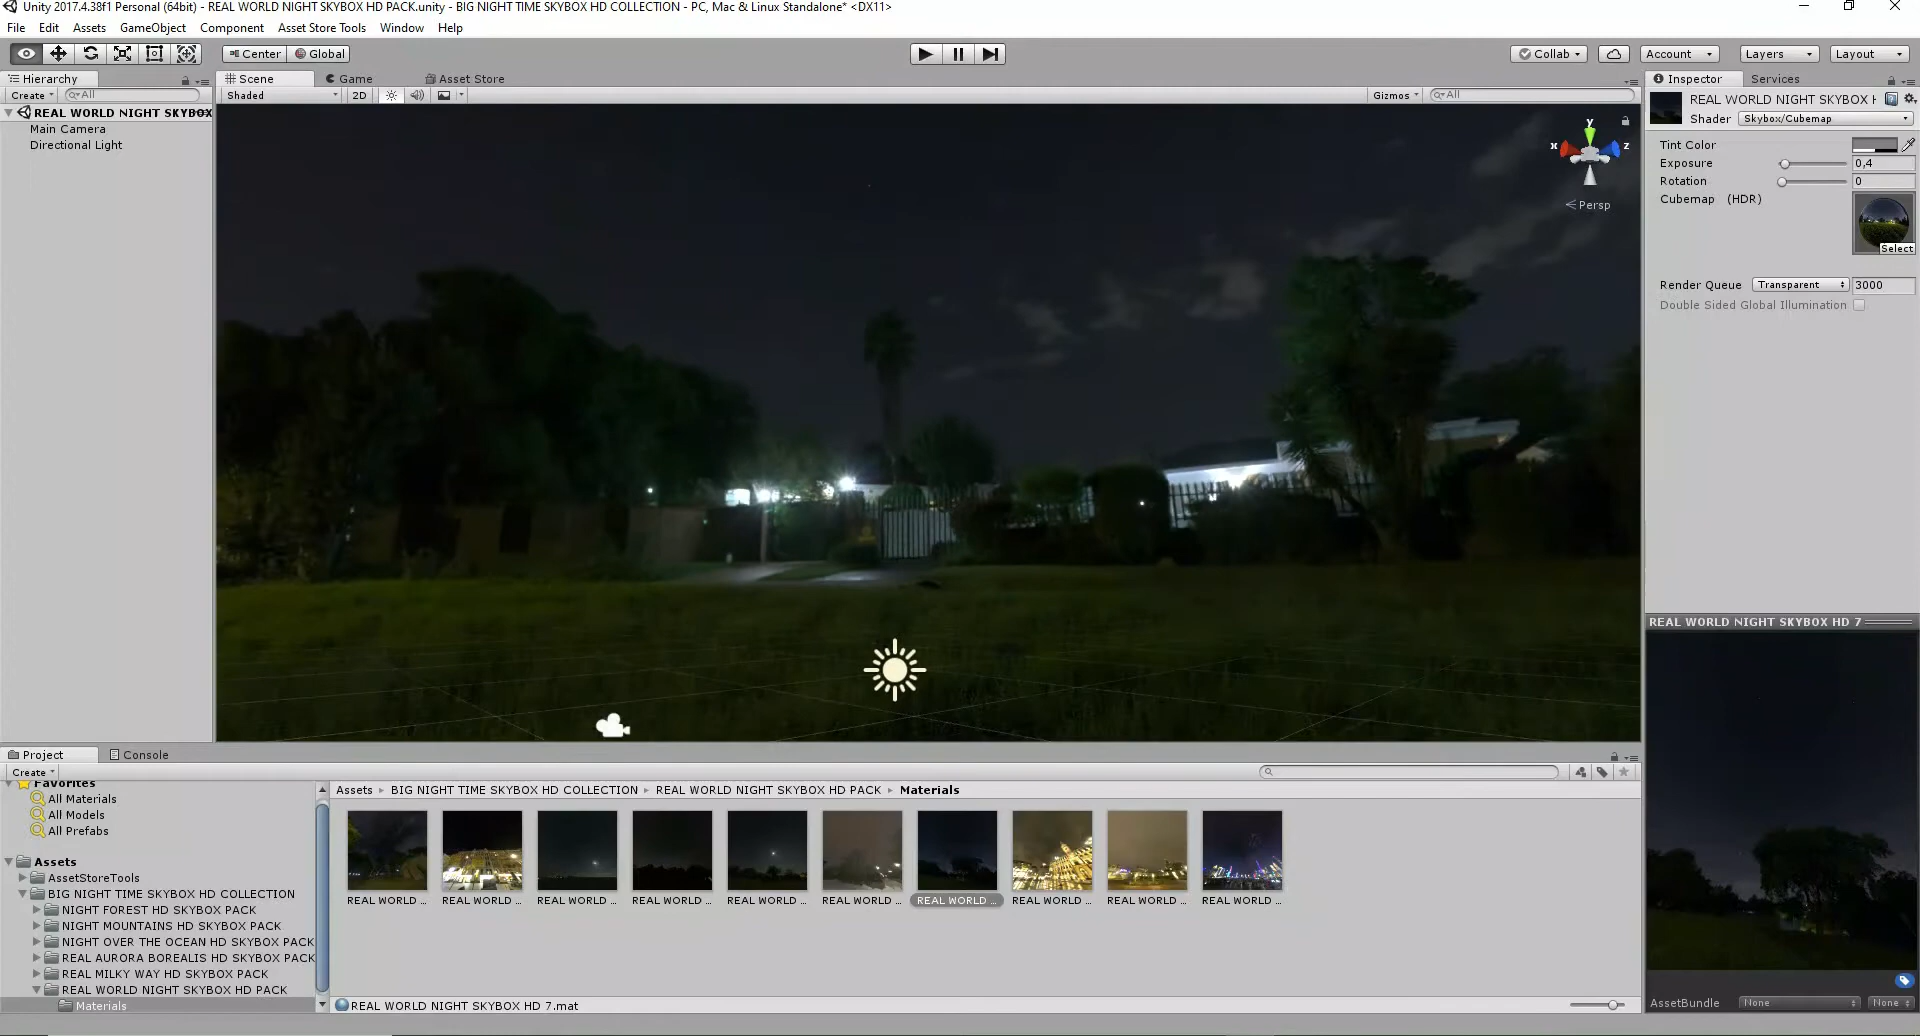 Unity 2017.4.38f1 Personal (64bit) - REAL WORLD NIGHT SKYBOX HD PACK.unity - BIG NIGHT TIME SKYBOX HD COLLECTION - PC, Mac & Linux Standalone* <DX11>
File Edit Assets GameObject Component Asset Store Tools Window Help
Center Global Collab Account Layers Layout
Hierarchy Scene Game Asset Store Inspector Services
Create All Shaded 2D Gizmos All
REAL WORLD NIGHT SKYBOX
Main Camera
Directional Light
y
x z
Persp
REAL WORLD NIGHT SKYBOX H
Shader Skybox/Cubemap
Tint Color
Exposure 0,4
Rotation 0
Cubemap (HDR)
Select
Render Queue Transparent 3000
Double Sided Global Illumination
REAL WORLD NIGHT SKYBOX HD 7
Project Console
Create
Favorites
All Materials
All Models
All Prefabs
Assets
AssetStoreTools
BIG NIGHT TIME SKYBOX HD COLLECTION
NIGHT FOREST HD SKYBOX PACK
NIGHT MOUNTAINS HD SKYBOX PACK
NIGHT OVER THE OCEAN HD SKYBOX PACK
REAL AURORA BOREALIS HD SKYBOX PACK
REAL MILKY WAY HD SKYBOX PACK
REAL WORLD NIGHT SKYBOX HD PACK
Materials
Assets BIG NIGHT TIME SKYBOX HD COLLECTION REAL WORLD NIGHT SKYBOX HD PACK Materials
REAL WORLD ... REAL WORLD ... REAL WORLD ... REAL WORLD ... REAL WORLD ... REAL WORLD ... REAL WORLD ... REAL WORLD ... REAL WORLD ... REAL WORLD ...
REAL WORLD NIGHT SKYBOX HD 7.mat
AssetBundle None None